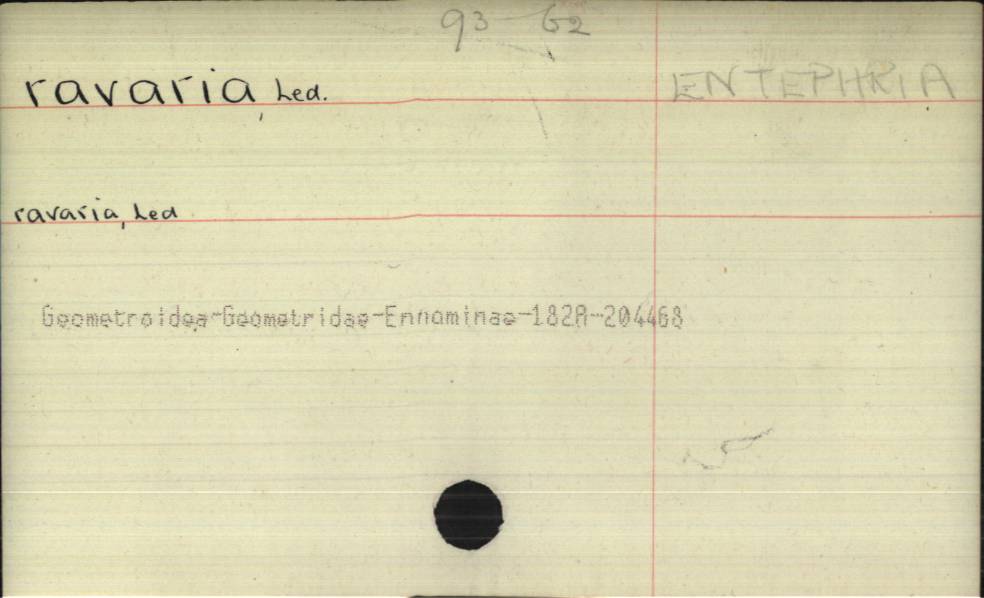 93 62
ravaria, Led.
ENTEPHRIA
ravaria, Led
Geometroidea-Geometridae-Ennominae-182A-204468